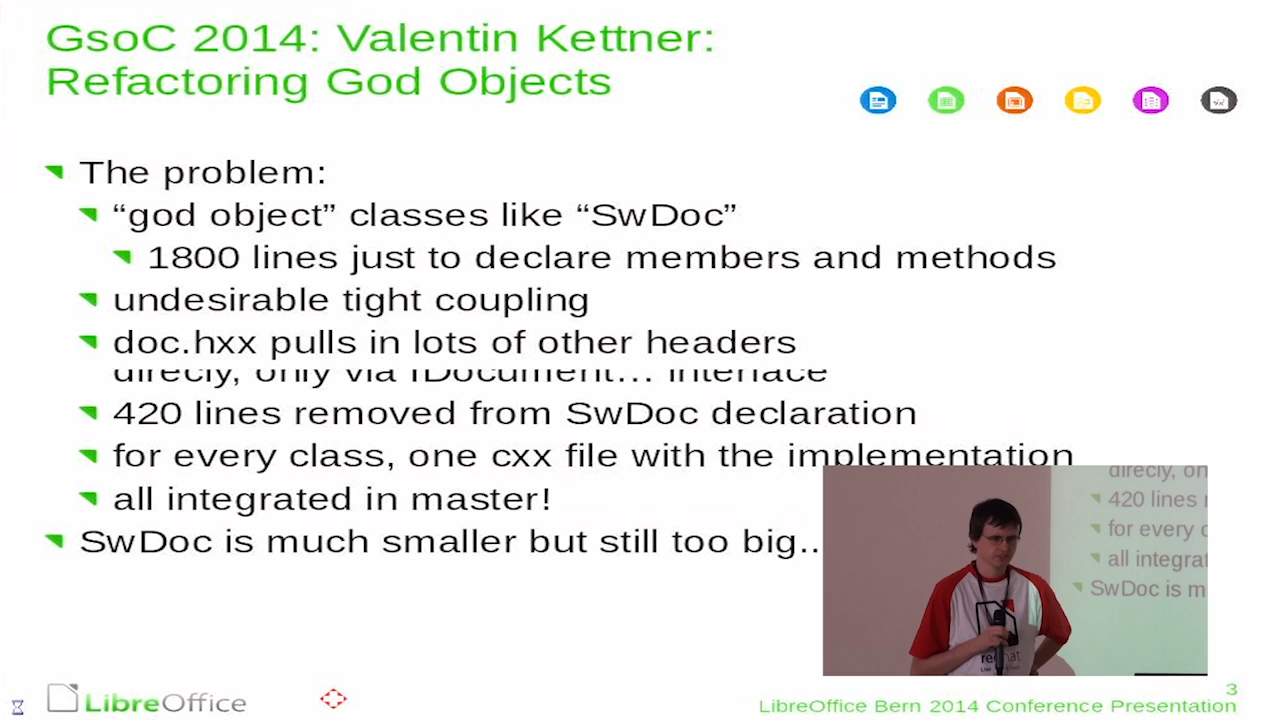 GsoC 2014: Valentin Kettner:
Refactoring God Objects
The problem:
“god object” classes like “SwDoc”
1800 lines just to declare members and methods
undesirable tight coupling
doc.hxx pulls in lots of other headers
direcly, only via IDocument... interface
420 lines removed from SwDoc declaration
for every class, one cxx file with the implementation
all integrated in master!
SwDoc is much smaller but still too big..
direcly, on
420 lines
for every
all integrat
SwDoc is m
LibreOffice
3
LibreOffice Bern 2014 Conference Presentation